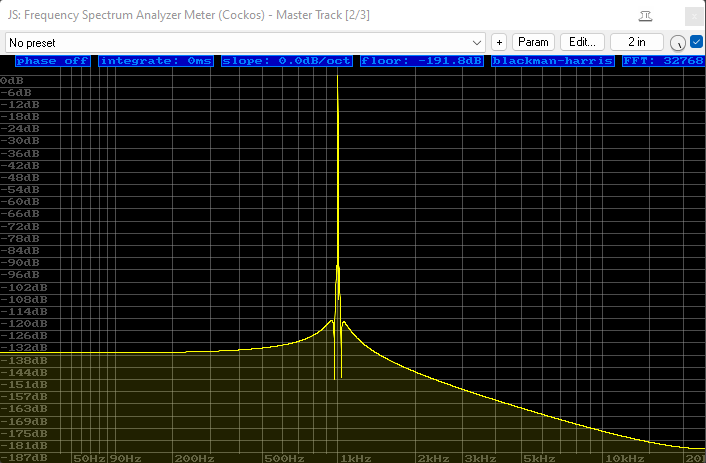 JS: Frequency Spectrum Analyzer Meter (Cockos) - Master Track [2/3]
No preset + Param Edit... 2 in
phase off integrate: 0ms slope: 0.0dB/oct floor: -191.8dB blackman-harris FFT: 32768
0dB
-6dB
-12dB
-18dB
-24dB
-30dB
-36dB
-42dB
-48dB
-54dB
-60dB
-66dB
-72dB
-78dB
-84dB
-90dB
-96dB
-102dB
-108dB
-114dB
-120dB
-126dB
-132dB
-138dB
-144dB
-151dB
-157dB
-163dB
-169dB
-175dB
-181dB
-187dB 50Hz 90Hz 200Hz 500Hz 1kHz 2kHz 3kHz 5kHz 10kHz 20